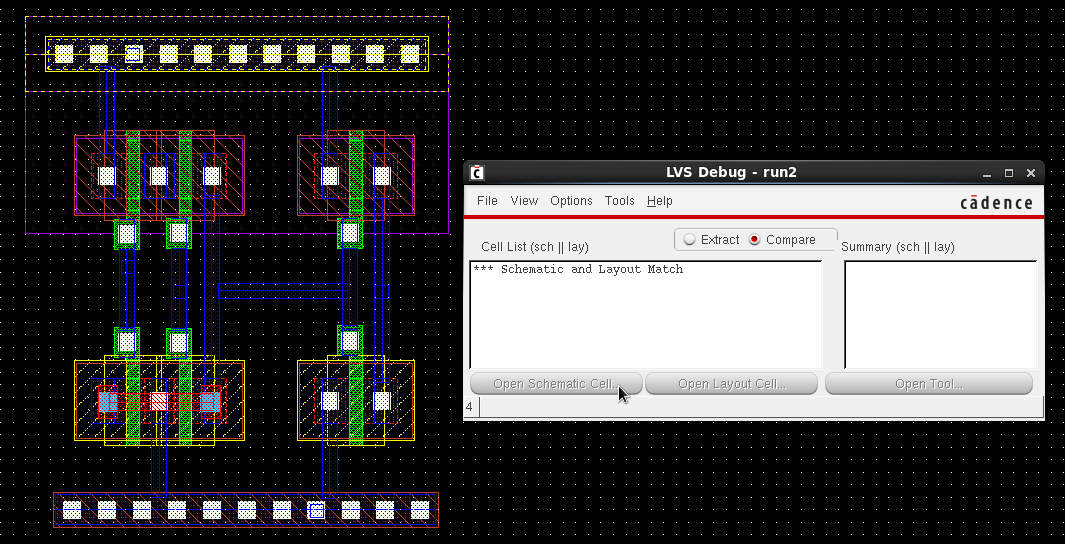 LVS Debug - run2
File View Options Tools Help
cādence
Extract Compare
Cell List (sch || lay)
Summary (sch || lay)
*** Schematic and Layout Match
Open Schematic Cell...
Open Layout Cell...
Open Tool...
4